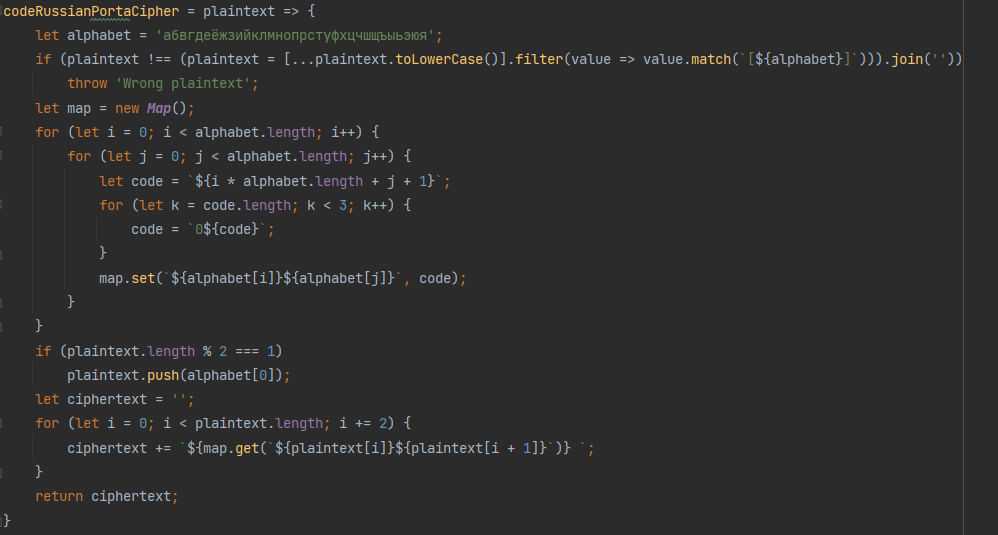 codeRussianPortaCipher = plaintext => {
    let alphabet = 'абвгдеёжзийклмнопрстуфхцчшщъыьэюя';
    if (plaintext !== (plaintext = [...plaintext.toLowerCase()].filter(value => value.match(`[${alphabet}]`))).join(''))
        throw 'Wrong plaintext';
    let map = new Map();
    for (let i = 0; i < alphabet.length; i++) {
        for (let j = 0; j < alphabet.length; j++) {
            let code = `${i * alphabet.length + j + 1}`;
            for (let k = code.length; k < 3; k++) {
                code = `0${code}`;
            }
            map.set(`${alphabet[i]}${alphabet[j]}`, code);
        }
    }
    if (plaintext.length % 2 === 1)
        plaintext.push(alphabet[0]);
    let ciphertext = '';
    for (let i = 0; i < plaintext.length; i += 2) {
        ciphertext += `${map.get(`${plaintext[i]}${plaintext[i + 1]}`)} `;
    }
    return ciphertext;
}